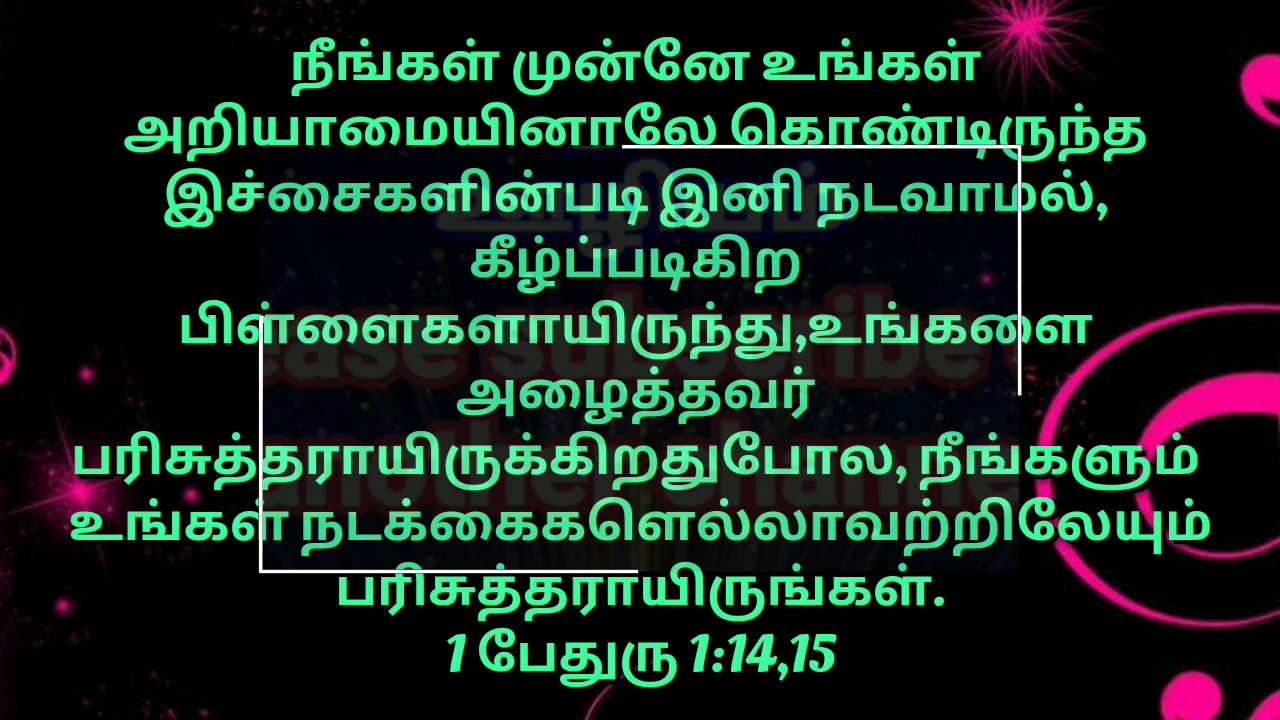 நீங்கள் முன்னே உங்கள்
அறியாமையினாலே கொண்டிருந்த
இச்சைகளின்படி இனி நடவாமல்,
கீழ்ப்படிகிற
பிள்ளைகளாயிருந்து,உங்களை
அழைத்தவர்
பரிசுத்தராயிருக்கிறதுபோல, நீங்களும்
உங்கள் நடக்கைகளெல்லாவற்றிலேயும்
பரிசுத்தராயிருங்கள்.
1 பேதுரு 1:14,15